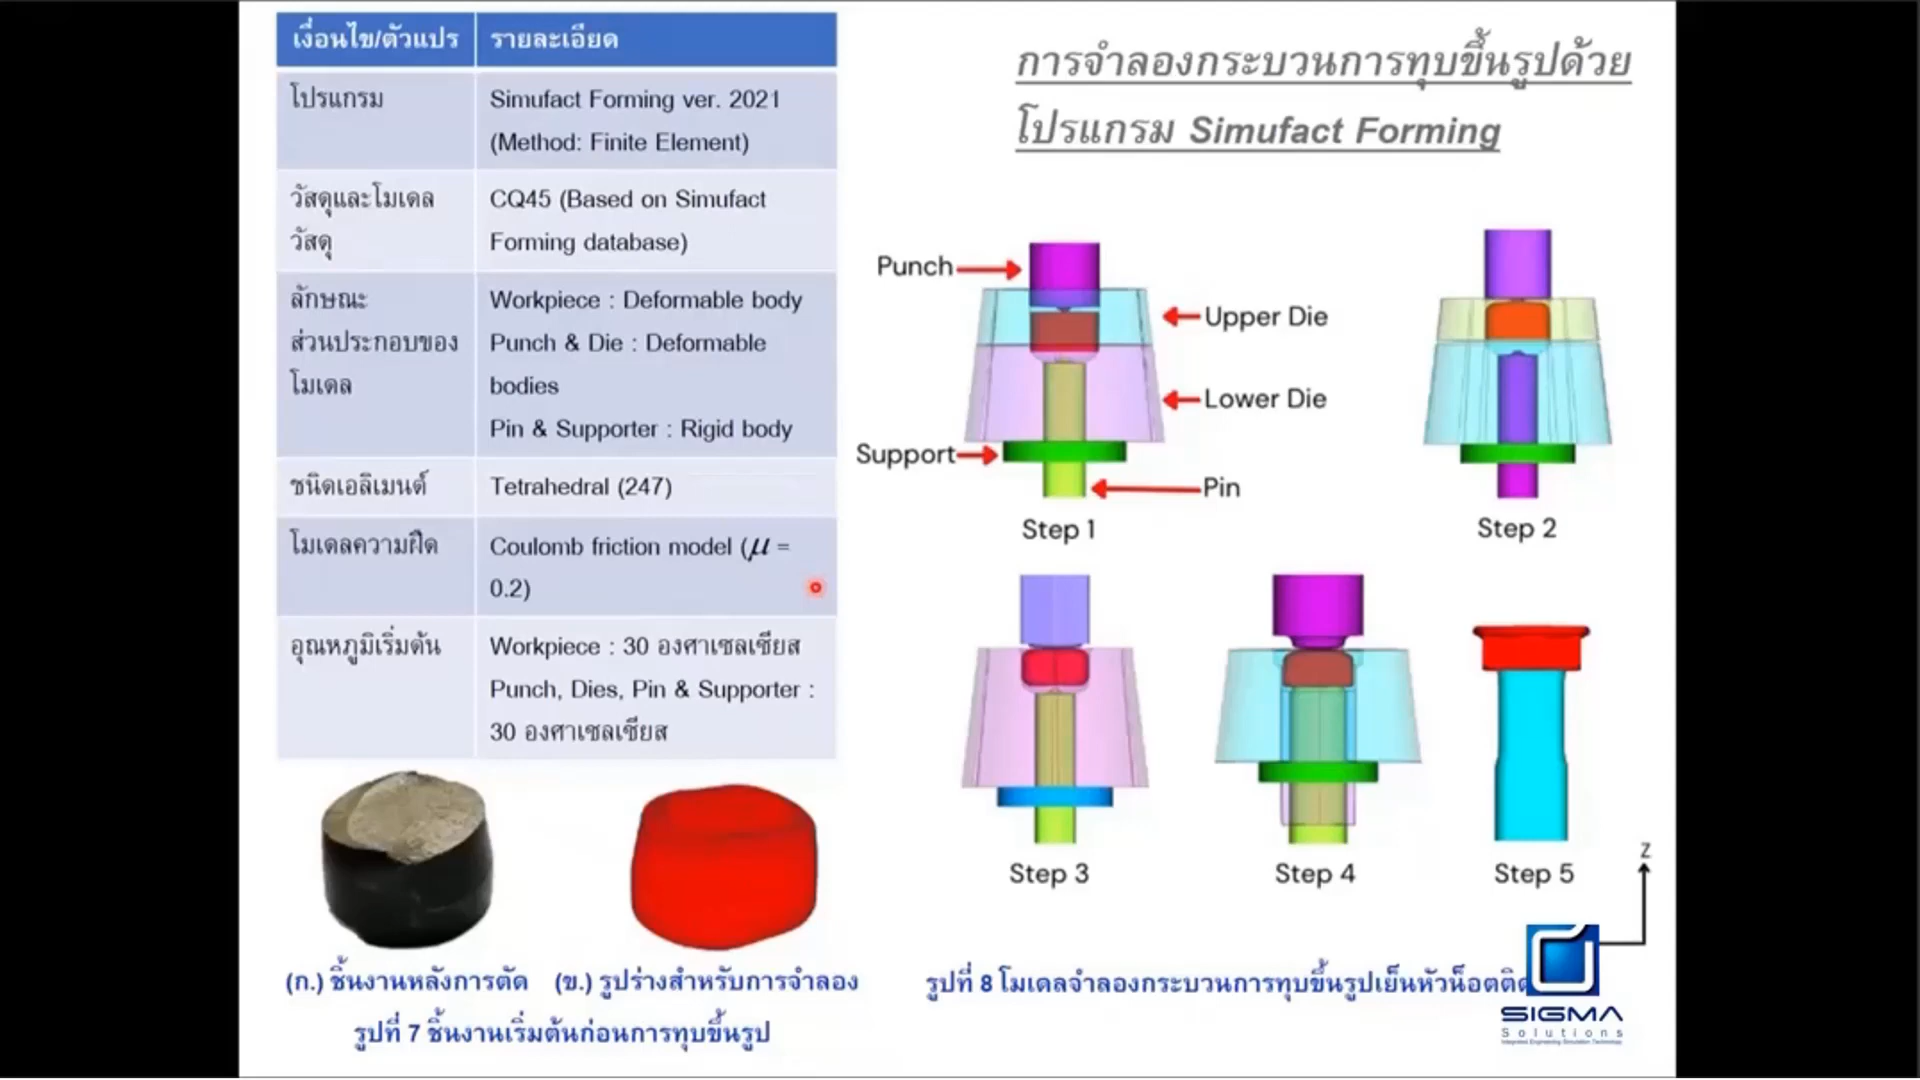 เงื่อนไข/ตัวแปร
รายละเอียด
โปรแกรม
Simufact Forming ver. 2021
(Method: Finite Element)
วัสดุและโมเดล
วัสดุ
CQ45 (Based on Simufact
Forming database)
ลักษณะ
ส่วนประกอบของ
โมเดล
Workpiece : Deformable body
Punch & Die : Deformable
bodies
Pin & Supporter : Rigid body
ชนิดเอลิเมนต์
Tetrahedral (247)
โมเดลความฝืด
Coulomb friction model (μ =
0.2)
อุณหภูมิเริ่มต้น
Workpiece : 30 องศาเซลเซียส
Punch, Dies, Pin & Supporter :
30 องศาเซลเซียส
(ก.) ชิ้นงานหลังการตัด
(ข.) รูปร่างสำหรับการจำลอง
รูปที่ 7 ชิ้นงานเริ่มต้นก่อนการทุบขึ้นรูป
การจำลองกระบวนการทุบขึ้นรูปด้วย
โปรแกรม Simufact Forming
Punch
Upper Die
Lower Die
Support
Pin
Step 1
Step 2
Step 3
Step 4
Step 5
Z
รูปที่ 8 โมเดลจำลองกระบวนการทุบขึ้นรูปเย็นหัวน็อตติด
SIGMA
Solutions
Integrated Engineering Simulation Technology